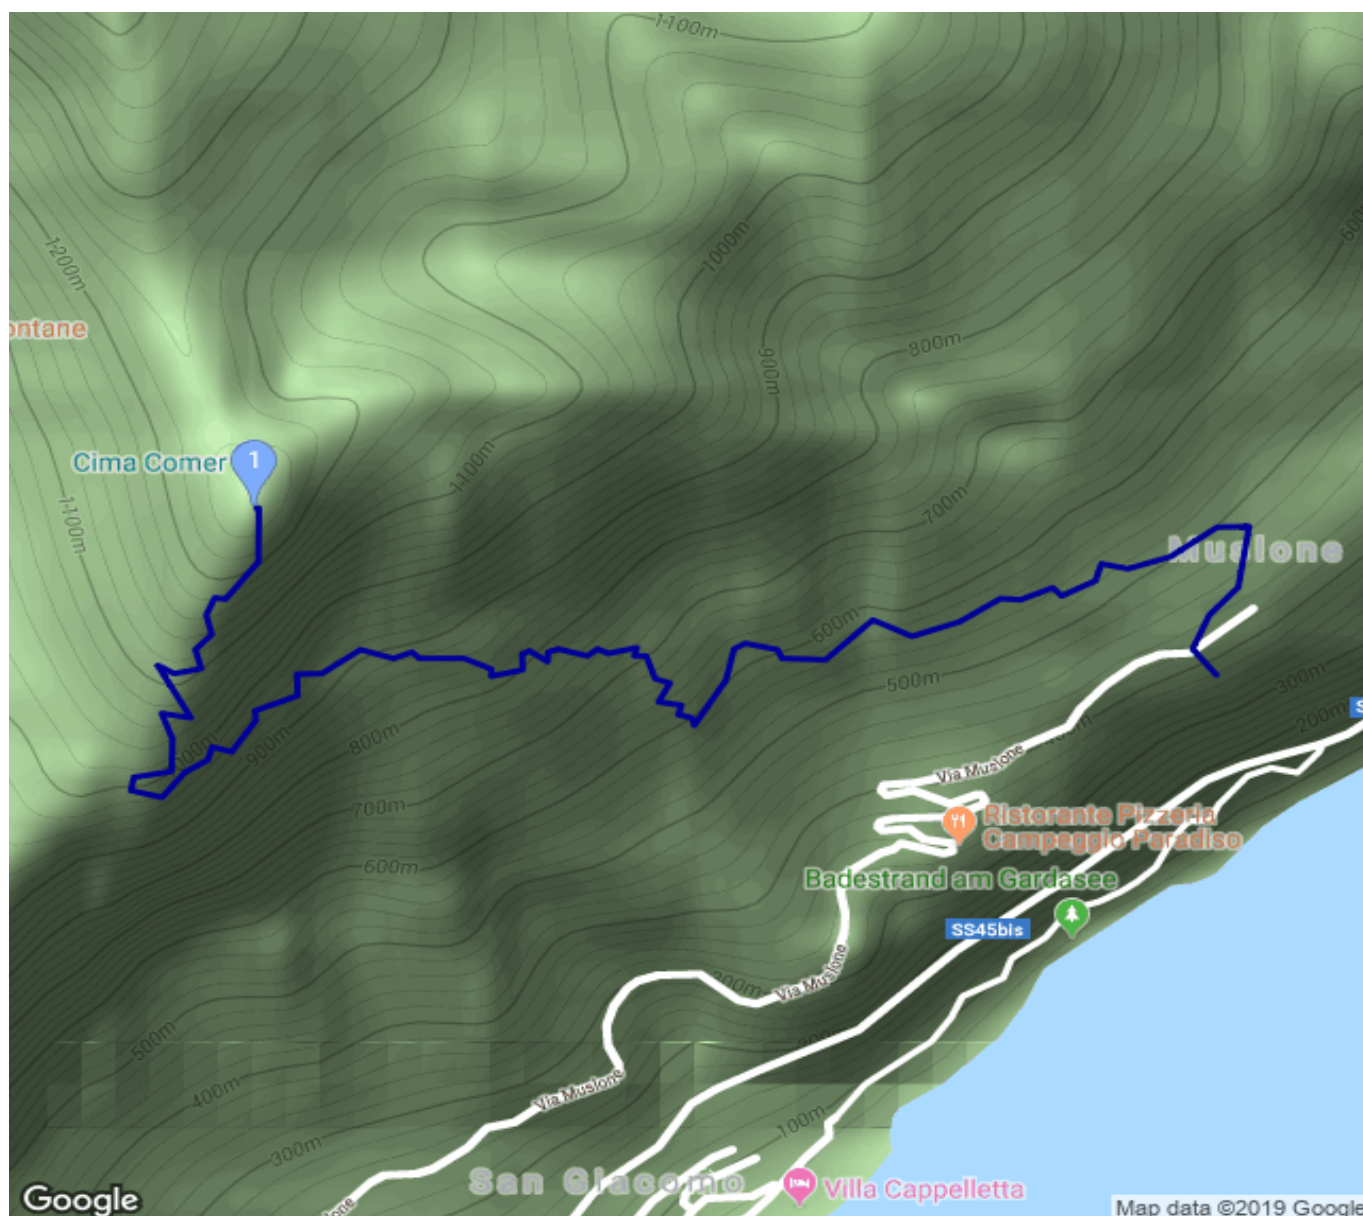 1100m
1200m
1000m
600
ontane
800m
900m
Cima Comer
1
1100m
1100m
700m
Muslone
600m
500m
300m
200m
900m
800m
Via Muslone
700m
Ristorante Pizzeria
Campeggio Paradiso
600m
Badestrand am Gardasee
SS45bis
200m
Via Muslone
500m
Via Muslone
400m
100m
300m
San Giacomo
Villa Cappelletta
Google
Map data ©2019 Google